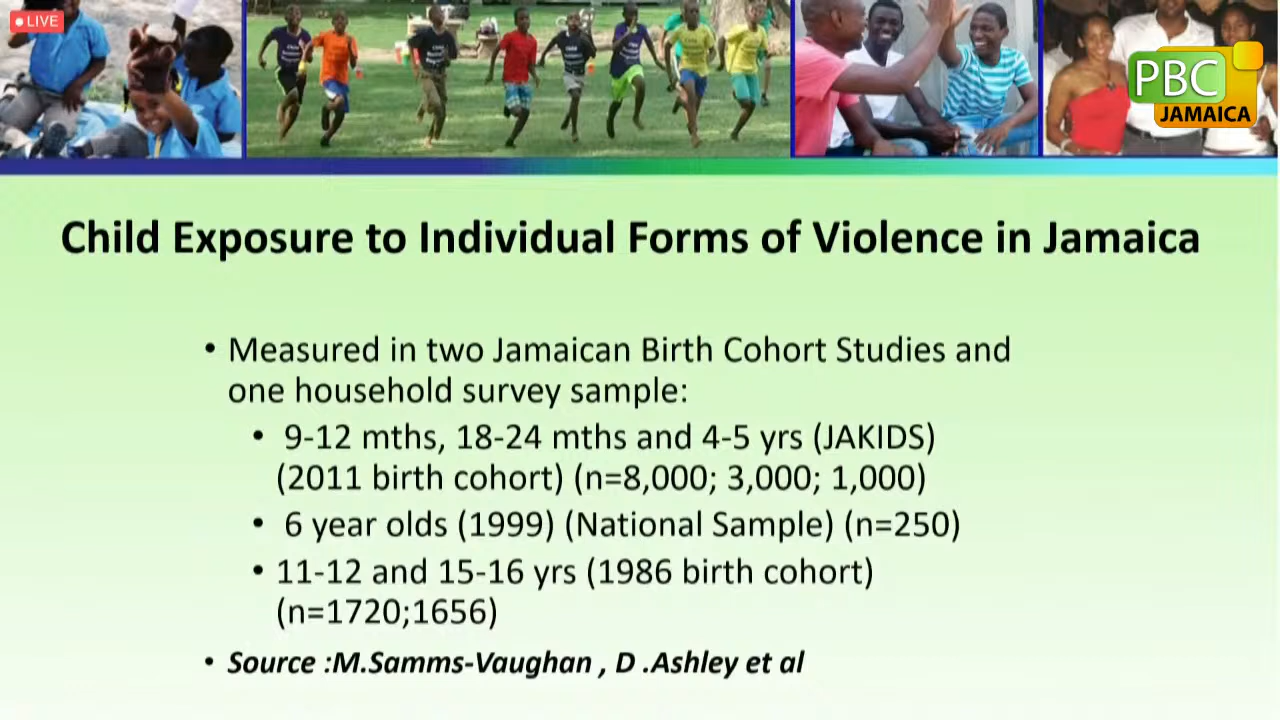 LIVE
PBC
JAMAICA
Child Exposure to Individual Forms of Violence in Jamaica
• Measured in two Jamaican Birth Cohort Studies and
one household survey sample:
• 9-12 mths, 18-24 mths and 4-5 yrs (JAKIDS)
(2011 birth cohort) (n=8,000; 3,000; 1,000)
• 6 year olds (1999) (National Sample) (n=250)
• 11-12 and 15-16 yrs (1986 birth cohort)
(n=1720;1656)
• Source :M.Samms-Vaughan , D .Ashley et al